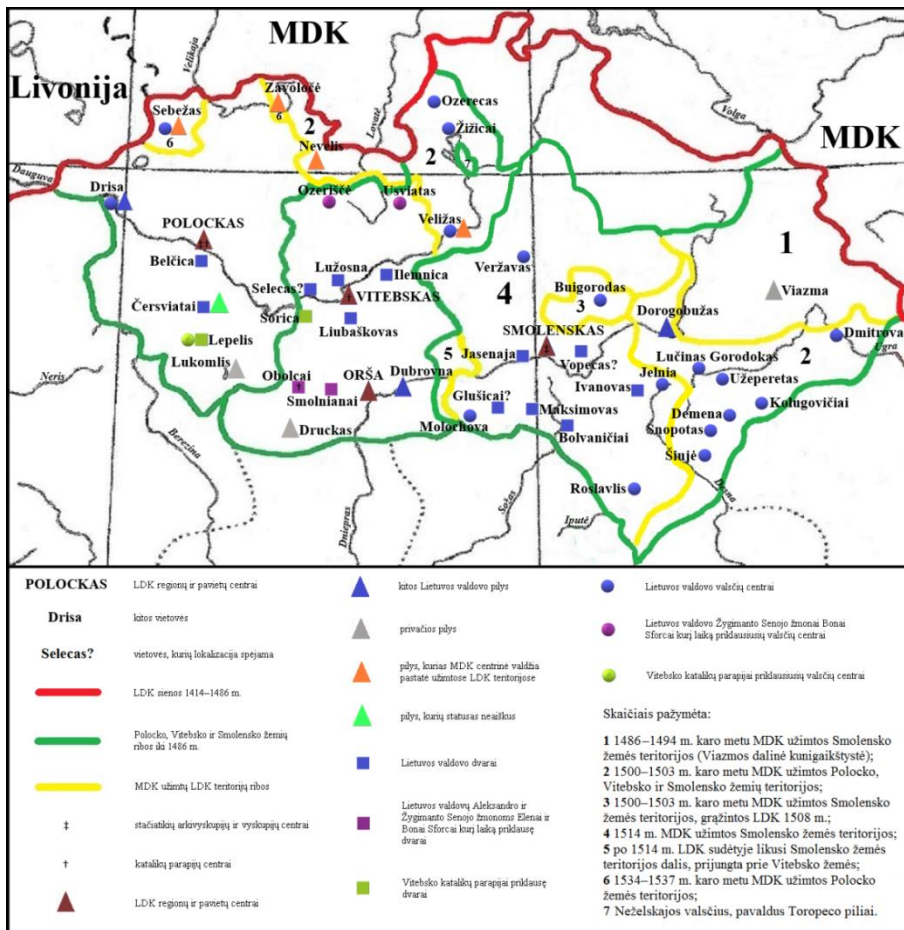 MDK
Livonija
Velikaja
Zavoločė
6
Sebežas
6
2
Nevelis
Lovatė
Ozerecas
Žižicai
2
7
Volga
MDK
Dauguva
Drisa
Ozeriščė
Usviatas
Veližas
POLOCKAS
‡
Belčica
Lužosna
Ilemnica
Selecas?
†
VITEBSKAS
Čersviatai
Sorica
Liubaškovas
Veržavas
4
Buigorodas
3
1
Viazma
Dorogobužas
Dmitrova
Ugra
Lepelis
Lukomlis
Neris
5
Jasenaja
SMOLENSKAS
‡
Vopecas?
Lučinas Gorodokas
2
Obolcai
†
ORŠA
Dubrovna
Smolnianai
Glušicai?
Ivanovas
Jelnia
Užeperetas
Kolugovičiai
Maksimovas
Demena
Druckas
Molochova
Bolvaničiai
Snopotas
Šiujė
Berezina
Dniepras
Sožas
Roslavlis
Desna
Iputė
POLOCKAS LDK regionų ir pavietų centrai
Drisa kitos vietovės
Selecas? vietovės, kurių lokalizacija spėjama
LDK sienos 1414–1486 m.
Polocko, Vitebsko ir Smolensko žemių
ribos iki 1486 m.
MDK užimtų LDK teritorijų ribos
‡ stačiatikių arkivyskupijų ir vyskupijų centrai
† katalikų parapijų centrai
LDK regionų ir pavietų centrai
kitos Lietuvos valdovo pilys
privačios pilys
pilys, kurias MDK centrinė valdžia
pastatė užimtose LDK teritorijose
pilys, kurių statusas neaiškus
Lietuvos valdovo dvarai
Lietuvos valdovų Aleksandro ir
Žygimanto Senojo žmonoms Elenai ir
Bonai Sforcai kurį laiką priklausę
dvarai
Vitebsko katalikų parapijai priklausę
dvarai
Lietuvos valdovo valsčių centrai
Lietuvos valdovo Žygimanto Senojo žmonai Bonai
Sforcai kurį laiką priklausiusių valsčių centrai
Vitebsko katalikų parapijai priklausiusių valsčių centrai
Skaičiais pažymėta:
1 1486–1494 m. karo metu MDK užimtos Smolensko
žemės teritorijos (Viazmos dalinė kunigaikštystė);
2 1500–1503 m. karo metu MDK užimtos Polocko,
Vitebsko ir Smolensko žemių teritorijos;
3 1500–1503 m. karo metu MDK užimtos Smolensko
žemės teritorijos, grąžintos LDK 1508 m.;
4 1514 m. MDK užimtos Smolensko žemės teritorijos;
5 po 1514 m. LDK sudėtyje likusi Smolensko žemės
teritorijos dalis, prijungta prie Vitebsko žemės;
6 1534–1537 m. karo metu MDK užimtos Polocko
žemės teritorijos;
7 Neželskajos valsčius, pavaldus Toropeco piliai.